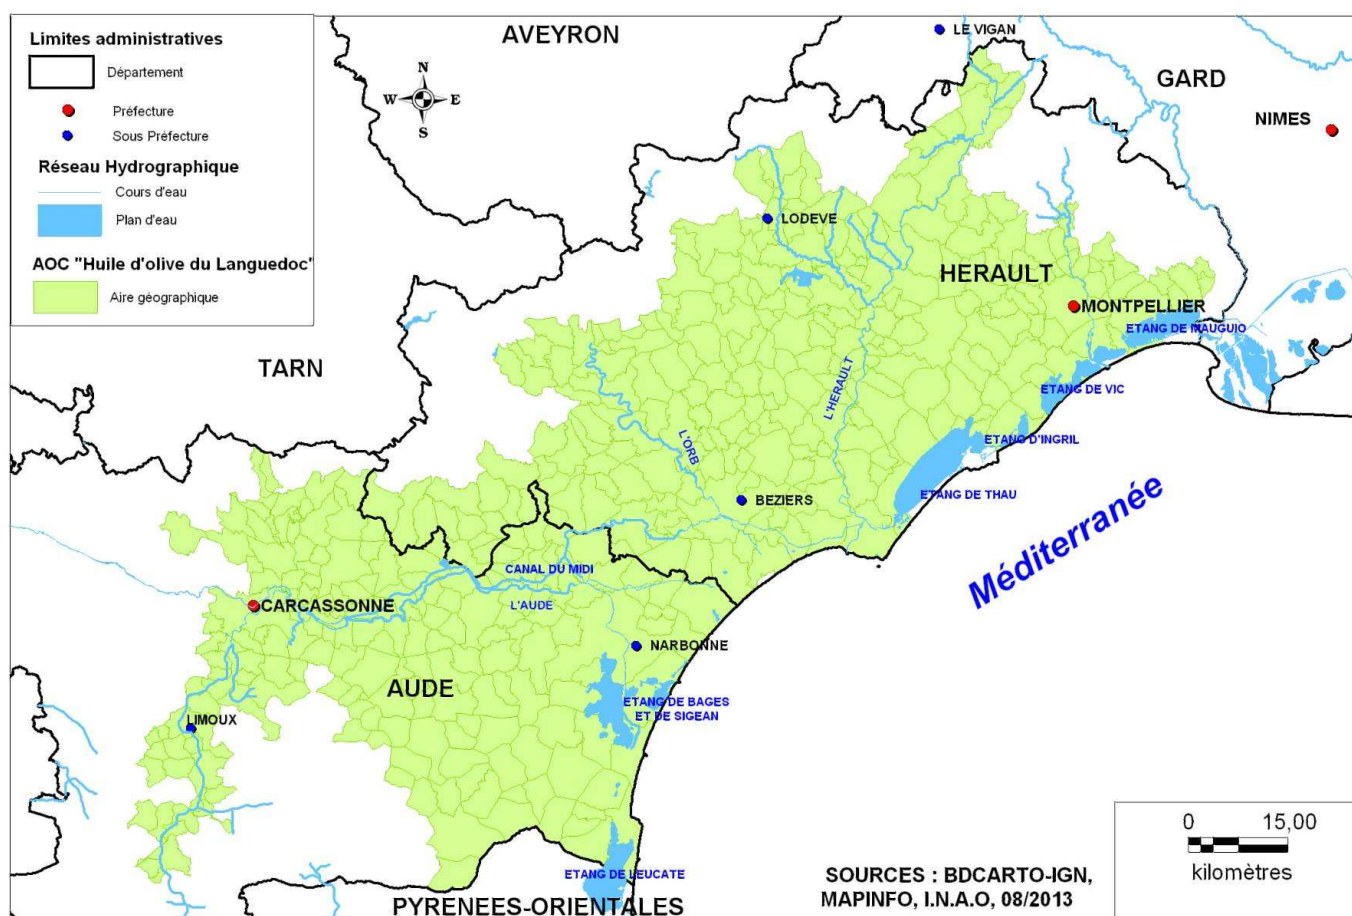 Limites administratives
Département
Préfecture
Sous Préfecture
Réseau Hydrographique
Cours d'eau
Plan d'eau
AOC "Huile d'olive du Languedoc"
Aire géographique
N
W E
S
AVEYRON
LE VIGAN
GARD
NIMES
LODEVE
HERAULT
MONTPELLIER
ETANG DE MAUGUIO
TARN
ETANG DE VIC
L'HERAULT
L'ORB
ETANG D'INGRIL
ETANG DE THAU
BEZIERS
Méditerranée
CANAL DU MIDI
L'AUDE
CARCASSONNE
NARBONNE
AUDE
ETANG DE BAGES
ET DE SIGEAN
LIMOUX
ETANG DE LEUCATE
PYRENEES-ORIENTALES
SOURCES : BDCARTO-IGN,
MAPINFO, I.N.A.O, 08/2013
0 15,00
kilomètres